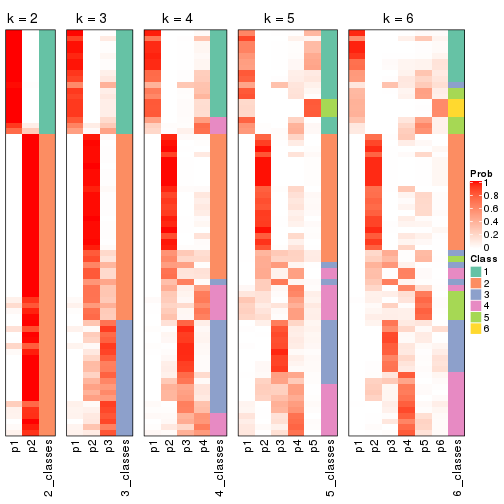 k = 2
k = 3
k = 4
k = 5
k = 6
Prob
1
0.8
0.6
0.4
0.2
0
Class
1
2
3
4
5
6
p1
p2
2_classes
p1
p2
p3
3_classes
p1
p2
p3
p4
4_classes
p1
p2
p3
p4
p5
5_classes
p1
p2
p3
p4
p5
p6
6_classes